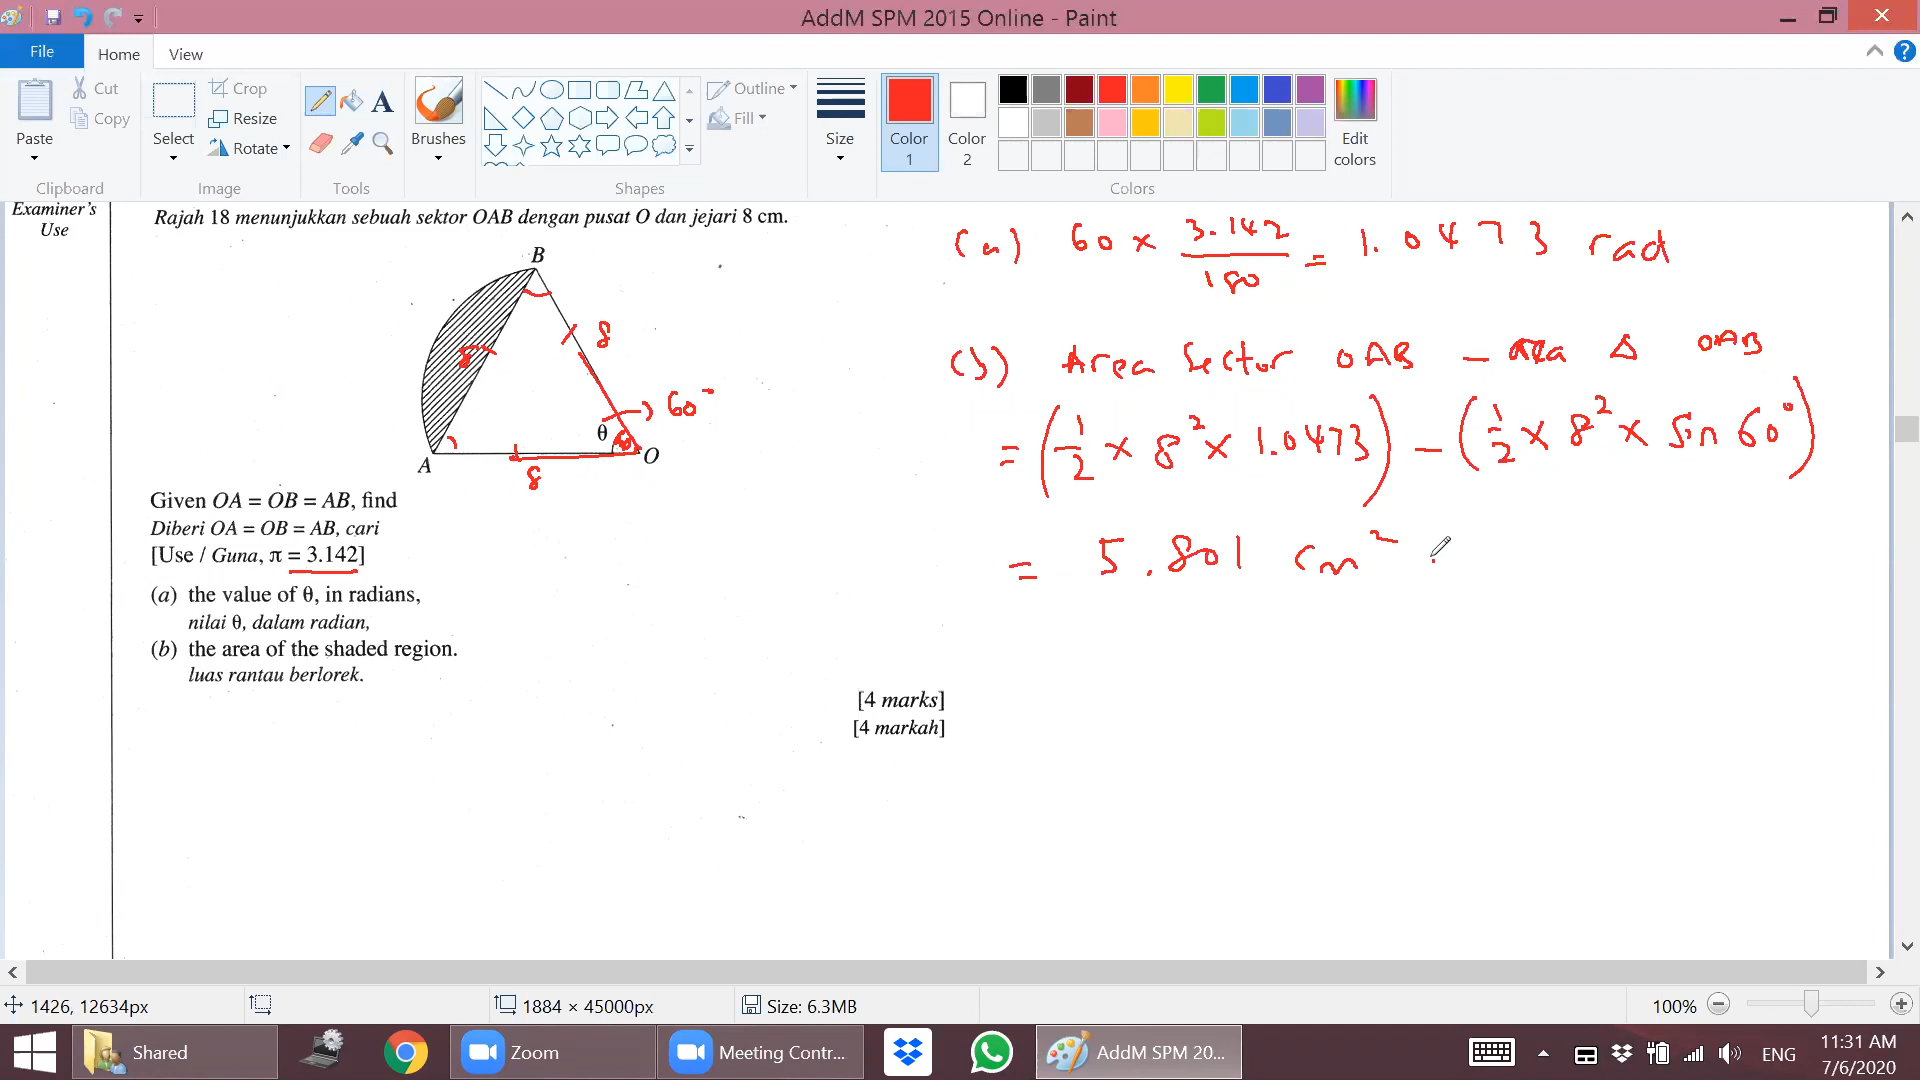 AddM SPM 2015 Online - Paint
File Home View
Paste
Cut
Copy
Clipboard
Select
Crop
Resize
Rotate
Image
A
Tools
Brushes
Shapes
Outline
Fill
Size
Color 1
Color 2
Colors
Edit colors
Examiner's
Use
Rajah 18 menunjukkan sebuah sektor OAB dengan pusat O dan jejari 8 cm.
B
8
8
60°
θ
60
A
O
8
Given OA = OB = AB, find
Diberi OA = OB = AB, cari
[Use / Guna, π = 3.142]
(a) the value of θ, in radians,
nilai θ, dalam radian,
(b) the area of the shaded region.
luas rantau berlorek.
[4 marks]
[4 markah]
(a) 60 × 3.142/180 = 1.0473 rad
(b) Area Sector OAB - Area Δ OAB
= (1/2 × 8² × 1.0473) - (1/2 × 8² × sin 60°)
= 5.801 cm²
1426, 12634px
1884 × 45000px
Size: 6.3MB
100%
Shared
Zoom
Meeting Contr...
AddM SPM 20...
ENG
11:31 AM
7/6/2020